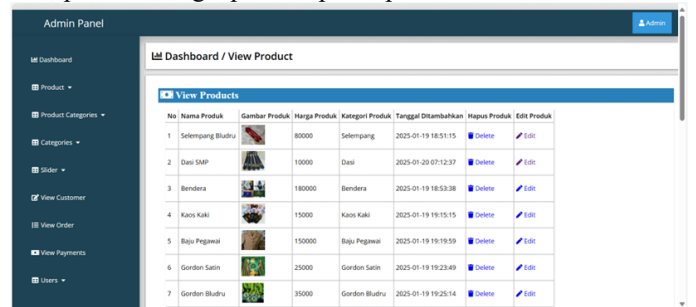 Admin Panel
Admin
Dashboard
Product
Product Categories
Categories
Slider
View Customer
View Order
View Payments
Users
Dashboard / View Product
View Products
No Nama Produk Gambar Produk Harga Produk Kategori Produk Tanggal Ditambahkan Hapus Produk Edit Produk
1 Selempang Bludru 80000 Selempang 2025-01-19 18:51:15 Delete Edit
2 Dasi SMP 10000 Dasi 2025-01-20 07:12:37 Delete Edit
3 Bendera 180000 Bendera 2025-01-19 18:53:38 Delete Edit
4 Kaos Kaki 15000 Kaos Kaki 2025-01-19 19:15:15 Delete Edit
5 Baju Pegawai 150000 Baju Pegawai 2025-01-19 19:19:59 Delete Edit
6 Gordon Satin 25000 Gordon Satin 2025-01-19 19:23:49 Delete Edit
7 Gordon Bludru 35000 Gordon Bludru 2025-01-19 19:25:14 Delete Edit